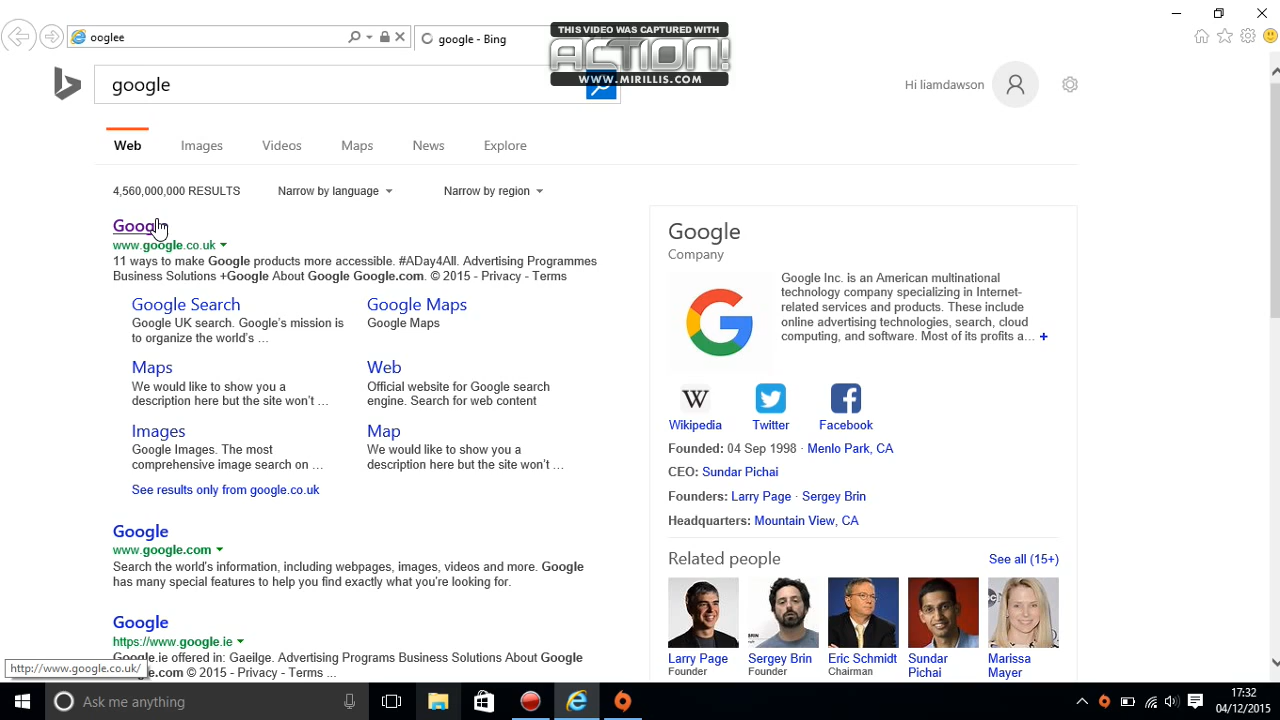 ooglee
google - Bing
THIS VIDEO WAS CAPTURED WITH
ACTION!
WWW.MIRILLIS.COM
google
Hi liamdawson
Web Images Videos Maps News Explore
4,560,000,000 RESULTS Narrow by language Narrow by region
Goog
www.google.co.uk
11 ways to make Google products more accessible. #ADay4All. Advertising Programmes
Business Solutions +Google About Google Google.com. © 2015 - Privacy - Terms
Google Search
Google UK search. Google's mission is
to organize the world's ...
Google Maps
Google Maps
Maps
We would like to show you a
description here but the site won't ...
Web
Official website for Google search
engine. Search for web content
Images
Google Images. The most
comprehensive image search on ...
Map
We would like to show you a
description here but the site won't ...
See results only from google.co.uk
Google
www.google.com
Search the world's information, including webpages, images, videos and more. Google
has many special features to help you find exactly what you're looking for.
Google
https://www.google.ie
Google.ie offered in: Gaeilge. Advertising Programs Business Solutions About Google
e.com © 2015 - Privacy - Terms ...
http://www.google.co.uk/
Google
Company
Google Inc. is an American multinational
technology company specializing in Internet-
related services and products. These include
online advertising technologies, search, cloud
computing, and software. Most of its profits a...
W
Wikipedia Twitter Facebook
Founded: 04 Sep 1998 · Menlo Park, CA
CEO: Sundar Pichai
Founders: Larry Page · Sergey Brin
Headquarters: Mountain View, CA
Related people See all (15+)
Larry Page
Founder
Sergey Brin
Founder
Eric Schmidt
Chairman
Sundar
Pichai
Marissa
Mayer
Ask me anything
17:32
04/12/2015